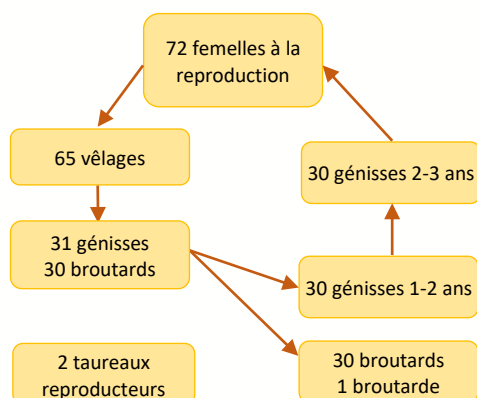 72 femelles à la
reproduction
65 vêlages
30 génisses 2-3 ans
31 génisses
30 broutards
30 génisses 1-2 ans
2 taureaux
reproducteurs
30 broutards
1 broutarde